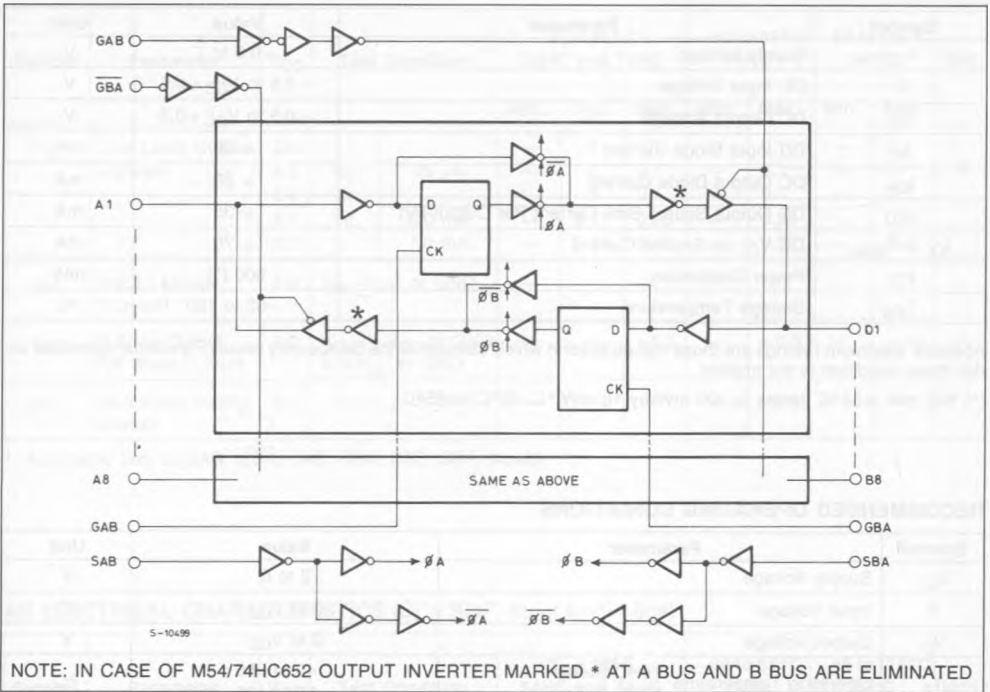 GAB
GBA
A1
D Q
CK
ØA
ØA
*
ØB
ØB
*
Q D
CK
D1
A8
SAME AS ABOVE
B8
GAB
GBA
SAB
ØA
ØA
ØB
ØB
SBA
S-10499
NOTE: IN CASE OF M54/74HC652 OUTPUT INVERTER MARKED * AT A BUS AND B BUS ARE ELIMINATED